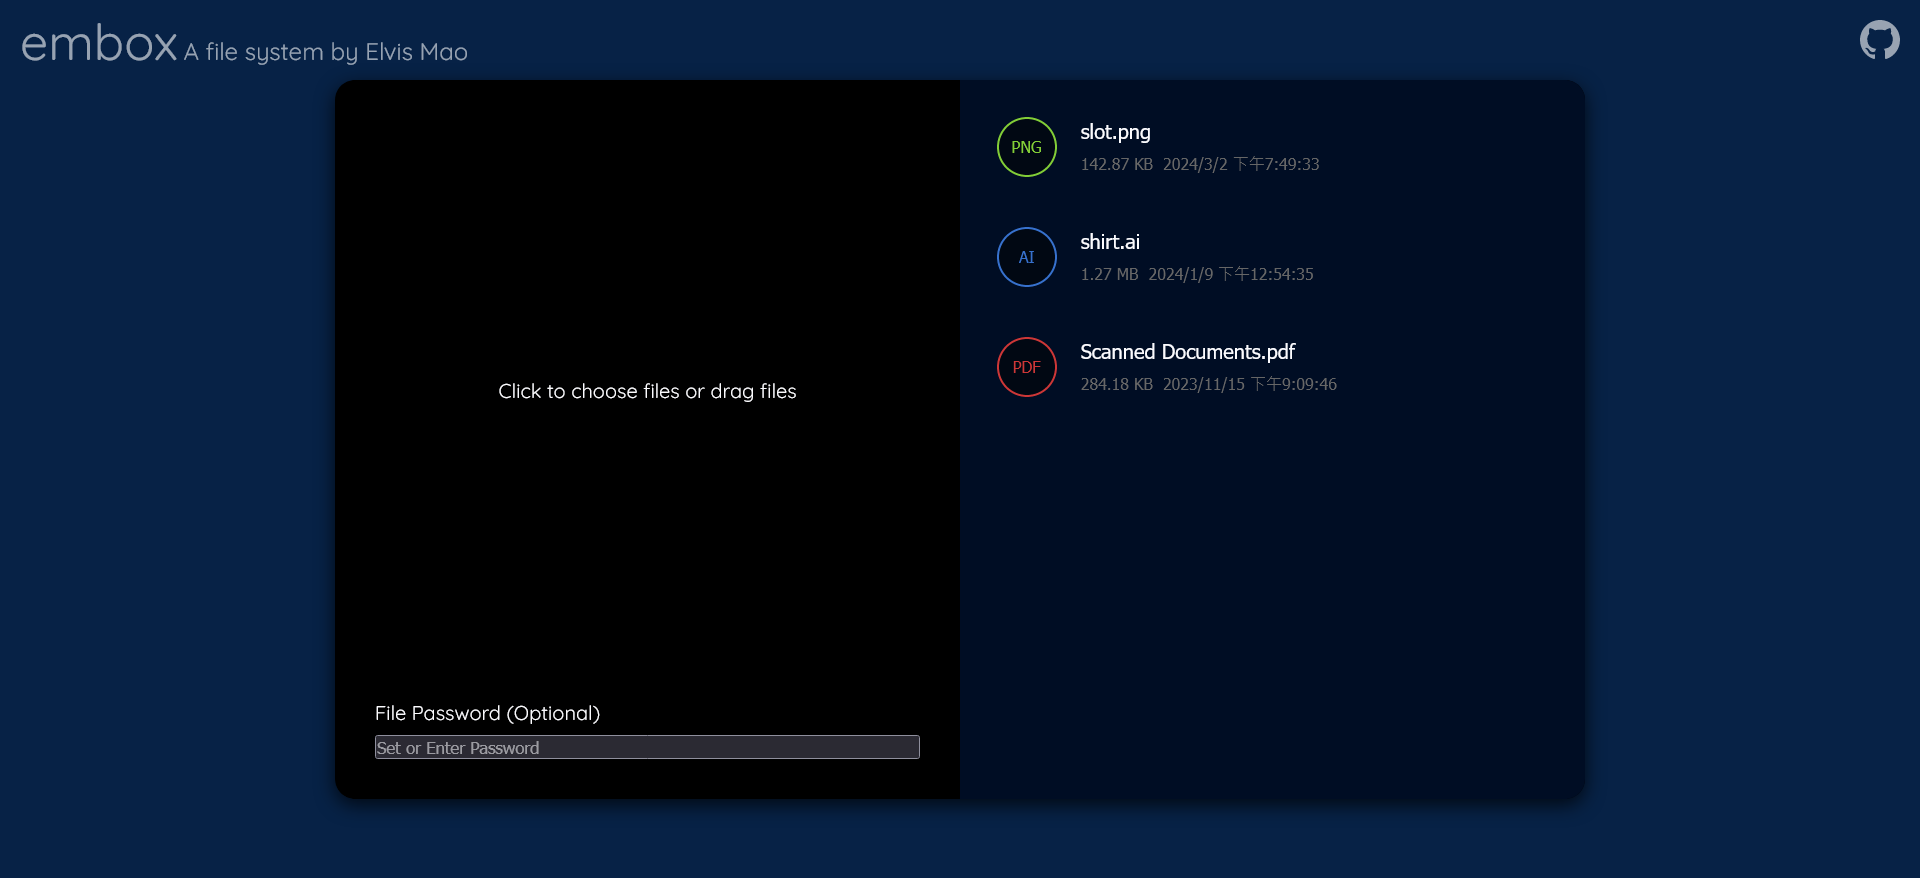 embox A file system by Elvis Mao
Click to choose files or drag files
File Password (Optional)
Set or Enter Password
PNG
slot.png
142.87 KB 2024/3/2 下午7:49:33
AI
shirt.ai
1.27 MB 2024/1/9 下午12:54:35
PDF
Scanned Documents.pdf
284.18 KB 2023/11/15 下午9:09:46